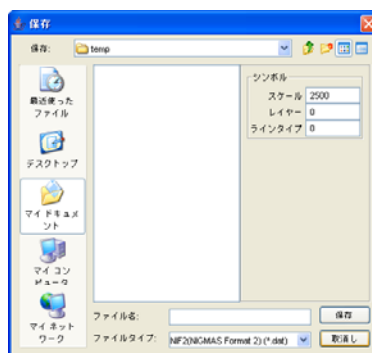 保存
保存:
temp
最近使った
ファイル
デスクトップ
マイ ドキュメ
ント
マイ コン
ピュータ
マイ ネット
ワーク
シンボル
スケール 2500
レイヤー 0
ラインタイプ 0
ファイル名:
保存
ファイルタイプ:
NIF2(NIGMAS Format 2) (*.dat)
取消し